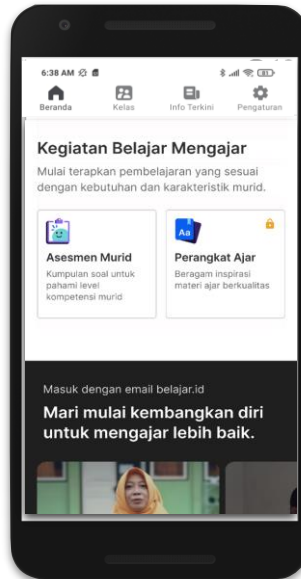 6:38 AM
81
Beranda
Kelas
Info Terkini
Pengaturan
Kegiatan Belajar Mengajar
Mulai terapkan pembelajaran yang sesuai
dengan kebutuhan dan karakteristik murid.
Aa
Asesmen Murid
Perangkat Ajar
Kumpulan soal untuk
pahami level
kompetensi murid
Beragam inspirasi
materi ajar berkualitas
Masuk dengan email belajar.id
Mari mulai kembangkan diri
untuk mengajar lebih baik.